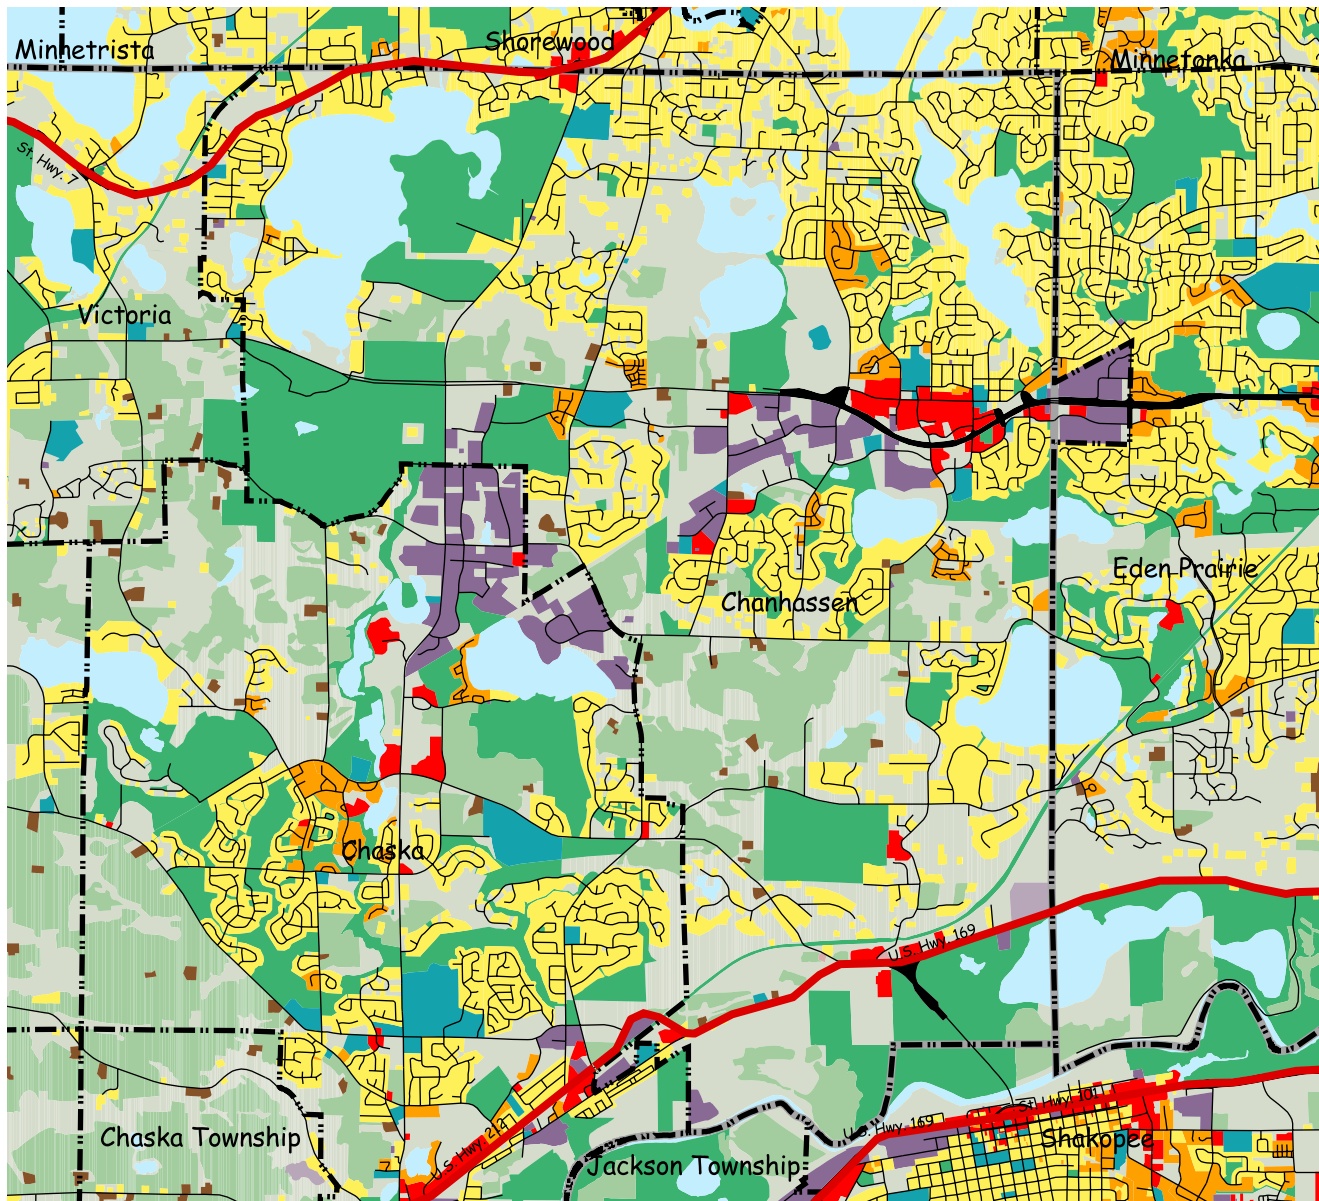 Shorewood
Minnetrista
Minnetonka
St. Hwy. 7
Victoria
Eden Prairie
Chanhassen
Chaska
U.S. Hwy. 169
St. Hwy. 101
U.S. Hwy. 169
Chaska Township
U.S. Hwy. 212
Shakopee
Jackson Township